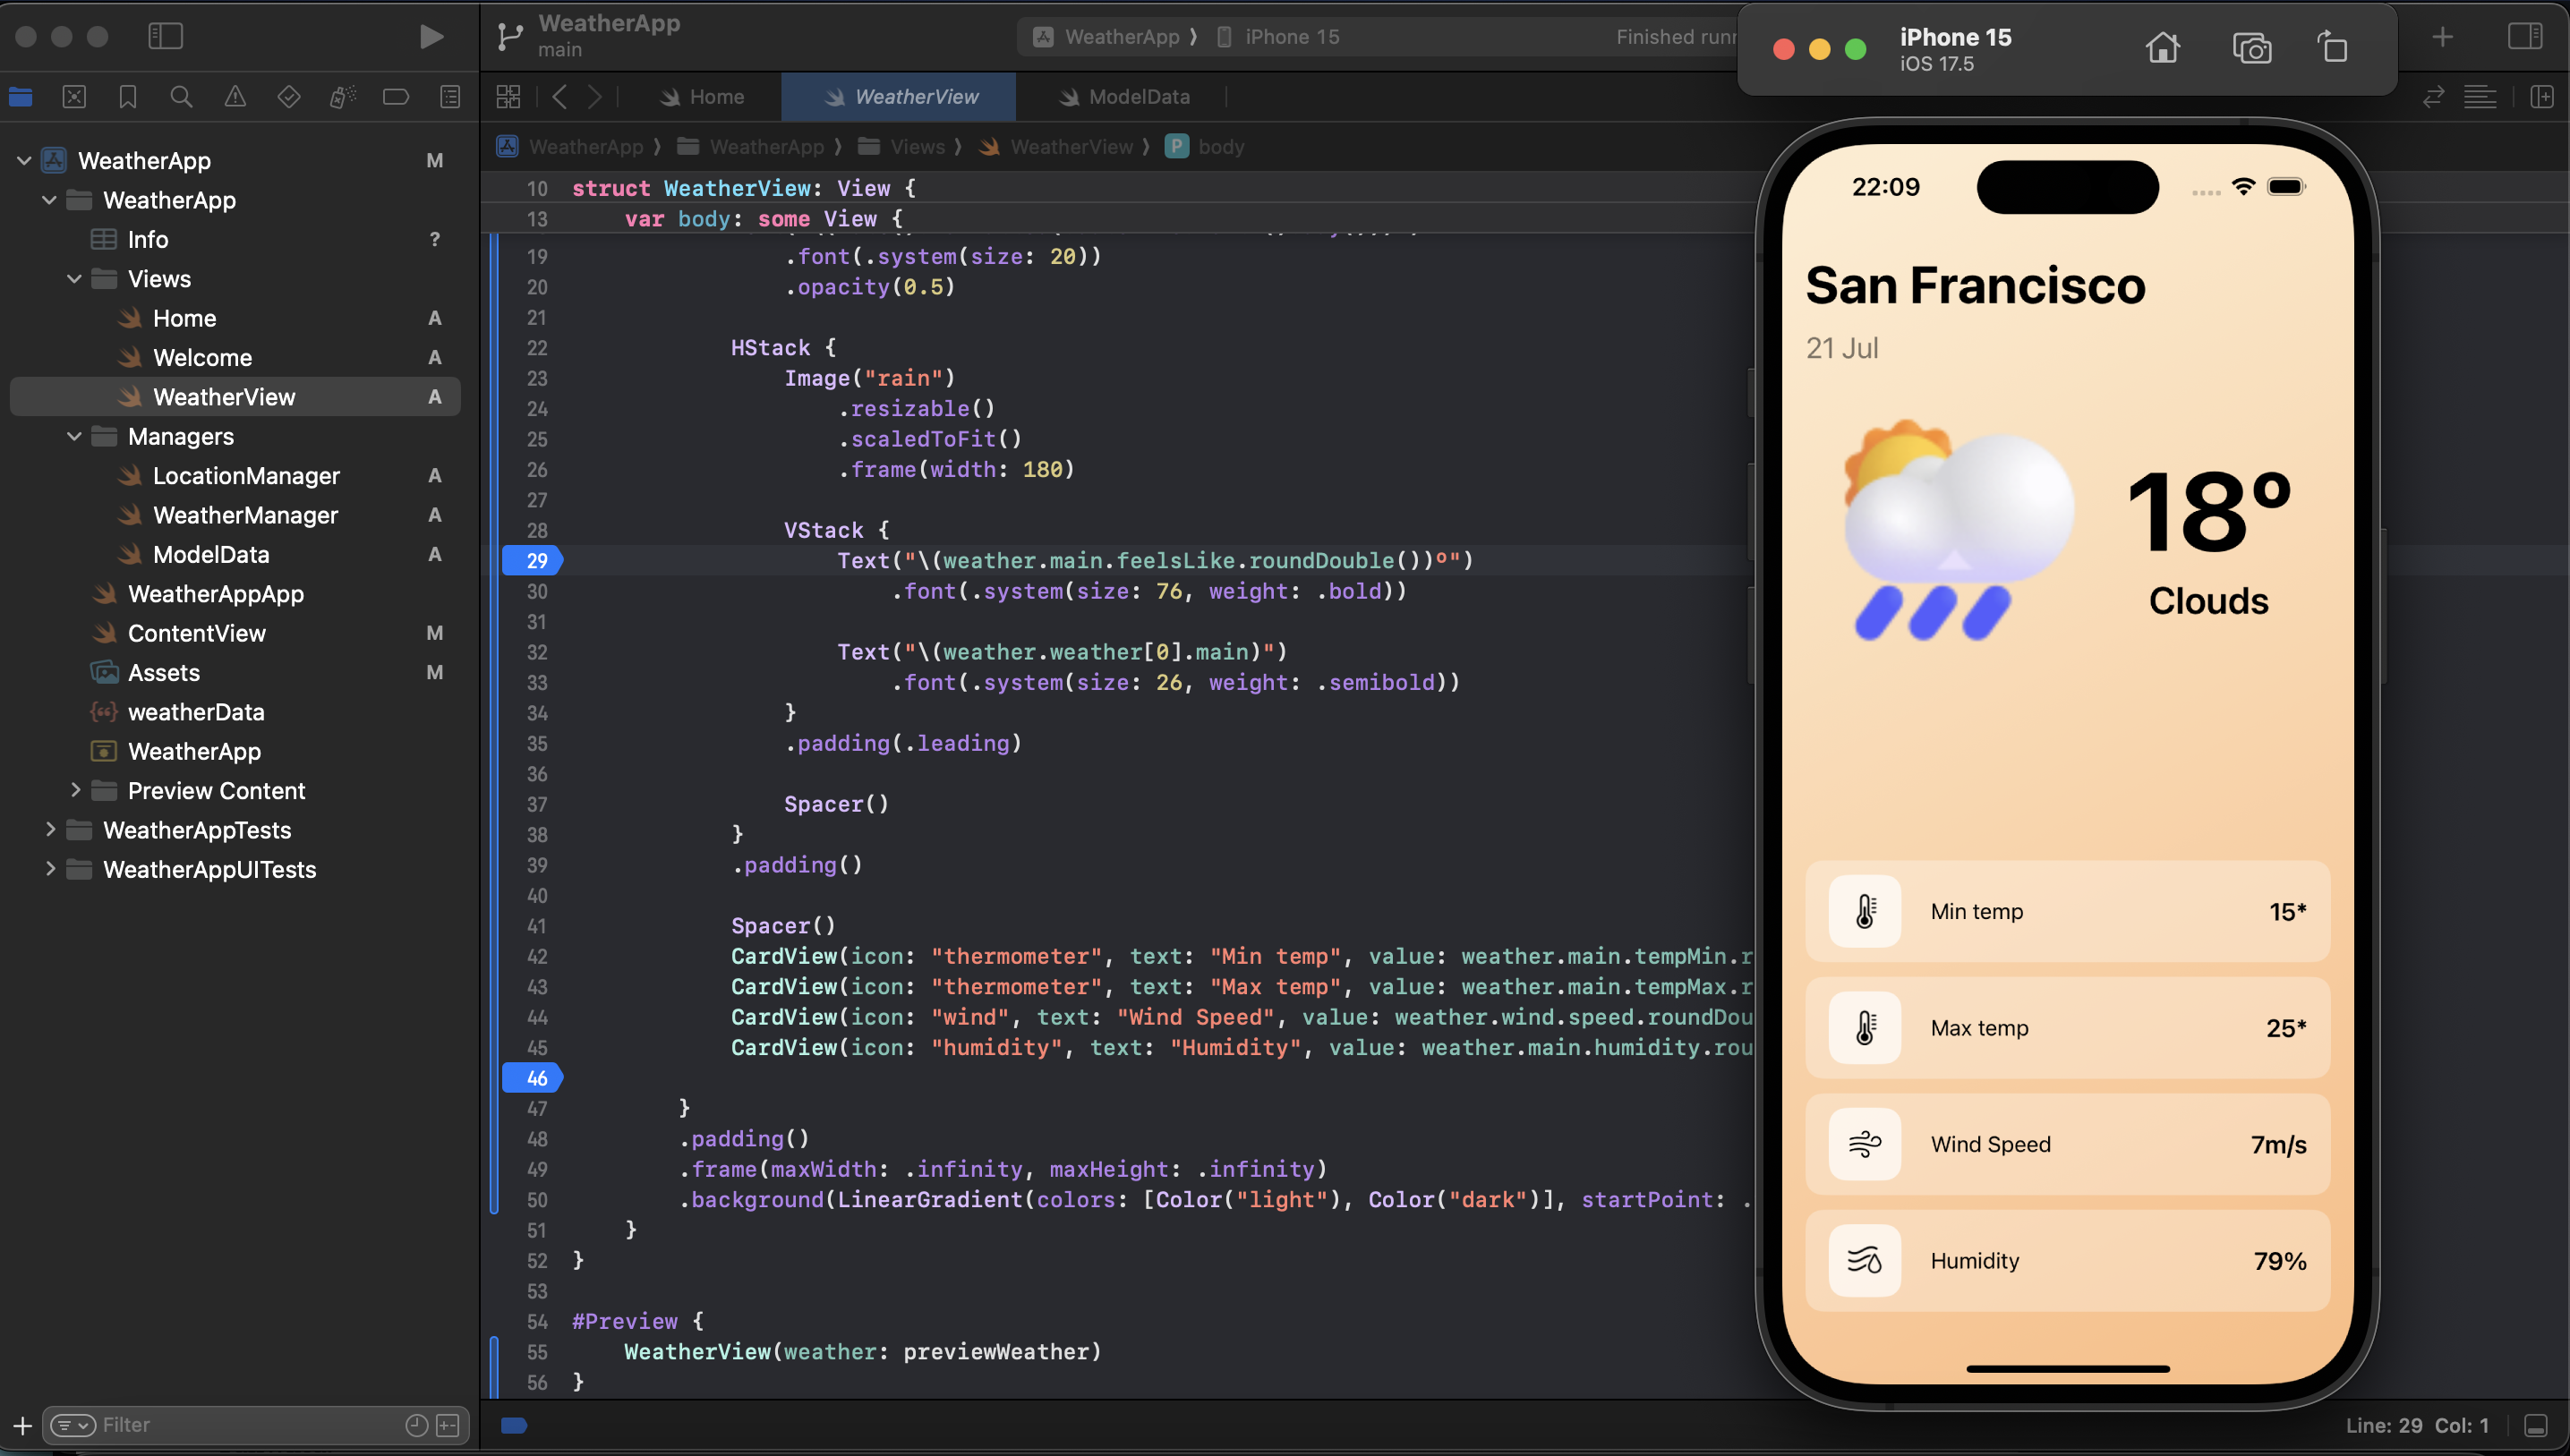 WeatherApp
main
WeatherApp ❭ iPhone 15
Finished runn
iPhone 15
iOS 17.5
Home
WeatherView
ModelData
WeatherApp ❭ WeatherApp ❭ Views ❭ WeatherView ❭ P body
WeatherApp M
WeatherApp
Info ?
Views
Home A
Welcome A
WeatherView A
Managers
LocationManager A
WeatherManager A
ModelData A
WeatherAppApp
ContentView M
Assets M
weatherData
WeatherApp
Preview Content
WeatherAppTests
WeatherAppUITests
Filter
10 struct WeatherView: View {
13 var body: some View {
19 .font(.system(size: 20))
20 .opacity(0.5)
21
22 HStack {
23 Image("rain")
24 .resizable()
25 .scaledToFit()
26 .frame(width: 180)
27
28 VStack {
29 Text("\(weather.main.feelsLike.roundDouble())º")
30 .font(.system(size: 76, weight: .bold))
31
32 Text("\(weather.weather[0].main)")
33 .font(.system(size: 26, weight: .semibold))
34 }
35 .padding(.leading)
36
37 Spacer()
38 }
39 .padding()
40
41 Spacer()
42 CardView(icon: "thermometer", text: "Min temp", value: weather.main.tempMin.r
43 CardView(icon: "thermometer", text: "Max temp", value: weather.main.tempMax.r
44 CardView(icon: "wind", text: "Wind Speed", value: weather.wind.speed.roundDou
45 CardView(icon: "humidity", text: "Humidity", value: weather.main.humidity.rou
46
47 }
48 .padding()
49 .frame(maxWidth: .infinity, maxHeight: .infinity)
50 .background(LinearGradient(colors: [Color("light"), Color("dark")], startPoint: .
51 }
52 }
53
54 #Preview {
55 WeatherView(weather: previewWeather)
56 }
Line: 29 Col: 1
22:09
San Francisco
21 Jul
18º
Clouds
Min temp 15*
Max temp 25*
Wind Speed 7m/s
Humidity 79%